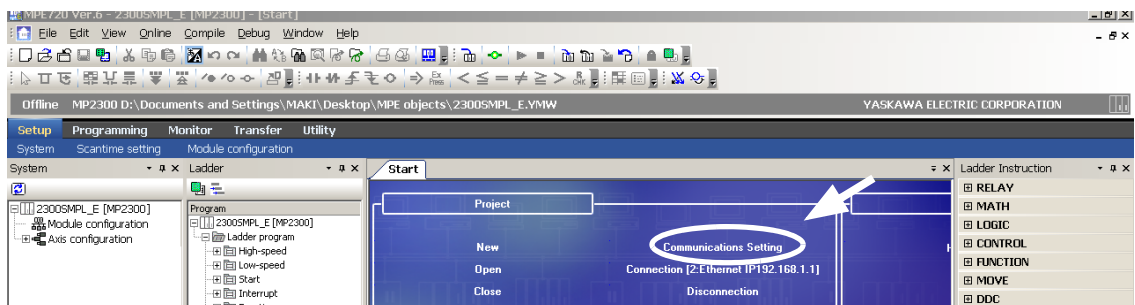 MPE720 Ver.6 - 2300SMPL_E [MP2300] - [Start]
File Edit View Online Compile Debug Window Help
Offline MP2300 D:\Documents and Settings\MAKI\Desktop\MPE objects\2300SMPL_E.YMW YASKAWA ELECTRIC CORPORATION
Setup Programming Monitor Transfer Utility
System Scantime setting Module configuration
System Ladder Start Ladder Instruction
2300SMPL_E [MP2300]
Module configuration
Axis configuration
Program
2300SMPL_E [MP2300]
Ladder program
High-speed
Low-speed
Start
Interrupt
Project
New
Open
Close
Communications Setting
Connection [2:Ethernet IP192.168.1.1]
Disconnection
RELAY
MATH
LOGIC
CONTROL
FUNCTION
MOVE
DDC